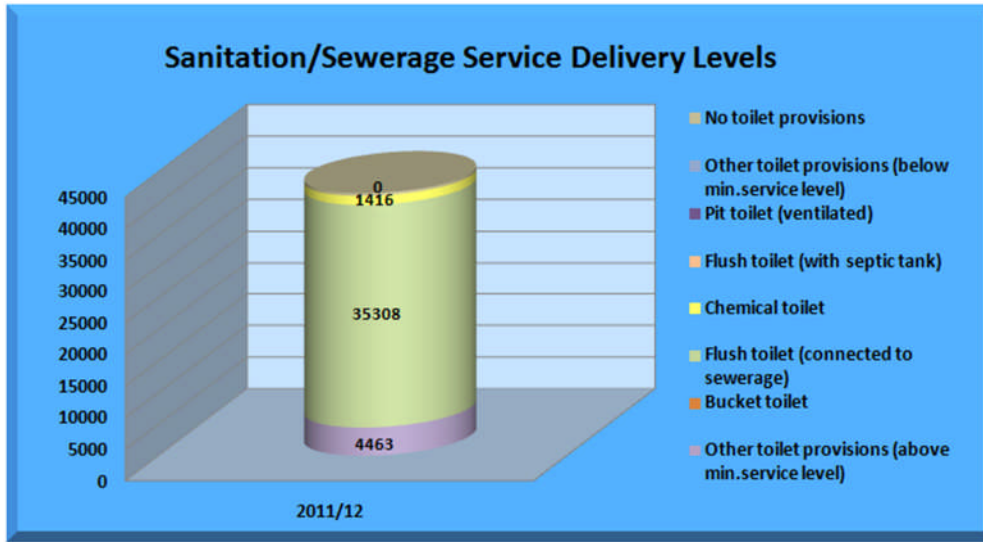 Sanitation/Sewerage Service Delivery Levels
45000
40000
35000
30000
25000
20000
15000
10000
5000
0
0
1416
35308
4463
2011/12
No toilet provisions
Other toilet provisions (below
min.service level)
Pit toilet (ventilated)
Flush toilet (with septic tank)
Chemical toilet
Flush toilet (connected to
sewerage)
Bucket toilet
Other toilet provisions (above
min.service level)